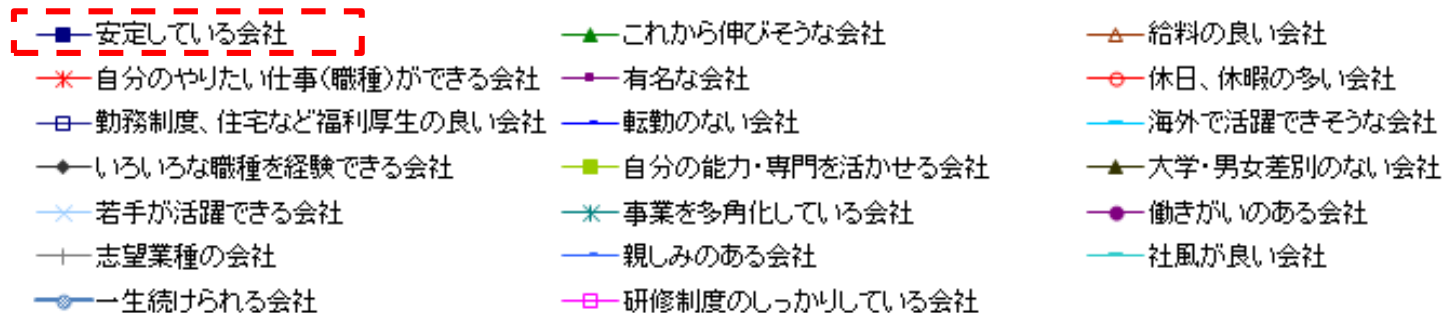 安定している会社 これから伸びそうな会社 給料の良い会社
自分のやりたい仕事(職種)ができる会社 有名な会社 休日、休暇の多い会社
勤務制度、住宅など福利厚生の良い会社 転勤のない会社 海外で活躍できそうな会社
いろいろな職種を経験できる会社 自分の能力・専門を活かせる会社 大学・男女差別のない会社
若手が活躍できる会社 事業を多角化している会社 働きがいのある会社
志望業種の会社 親しみのある会社 社風が良い会社
一生続けられる会社 研修制度のしっかりしている会社